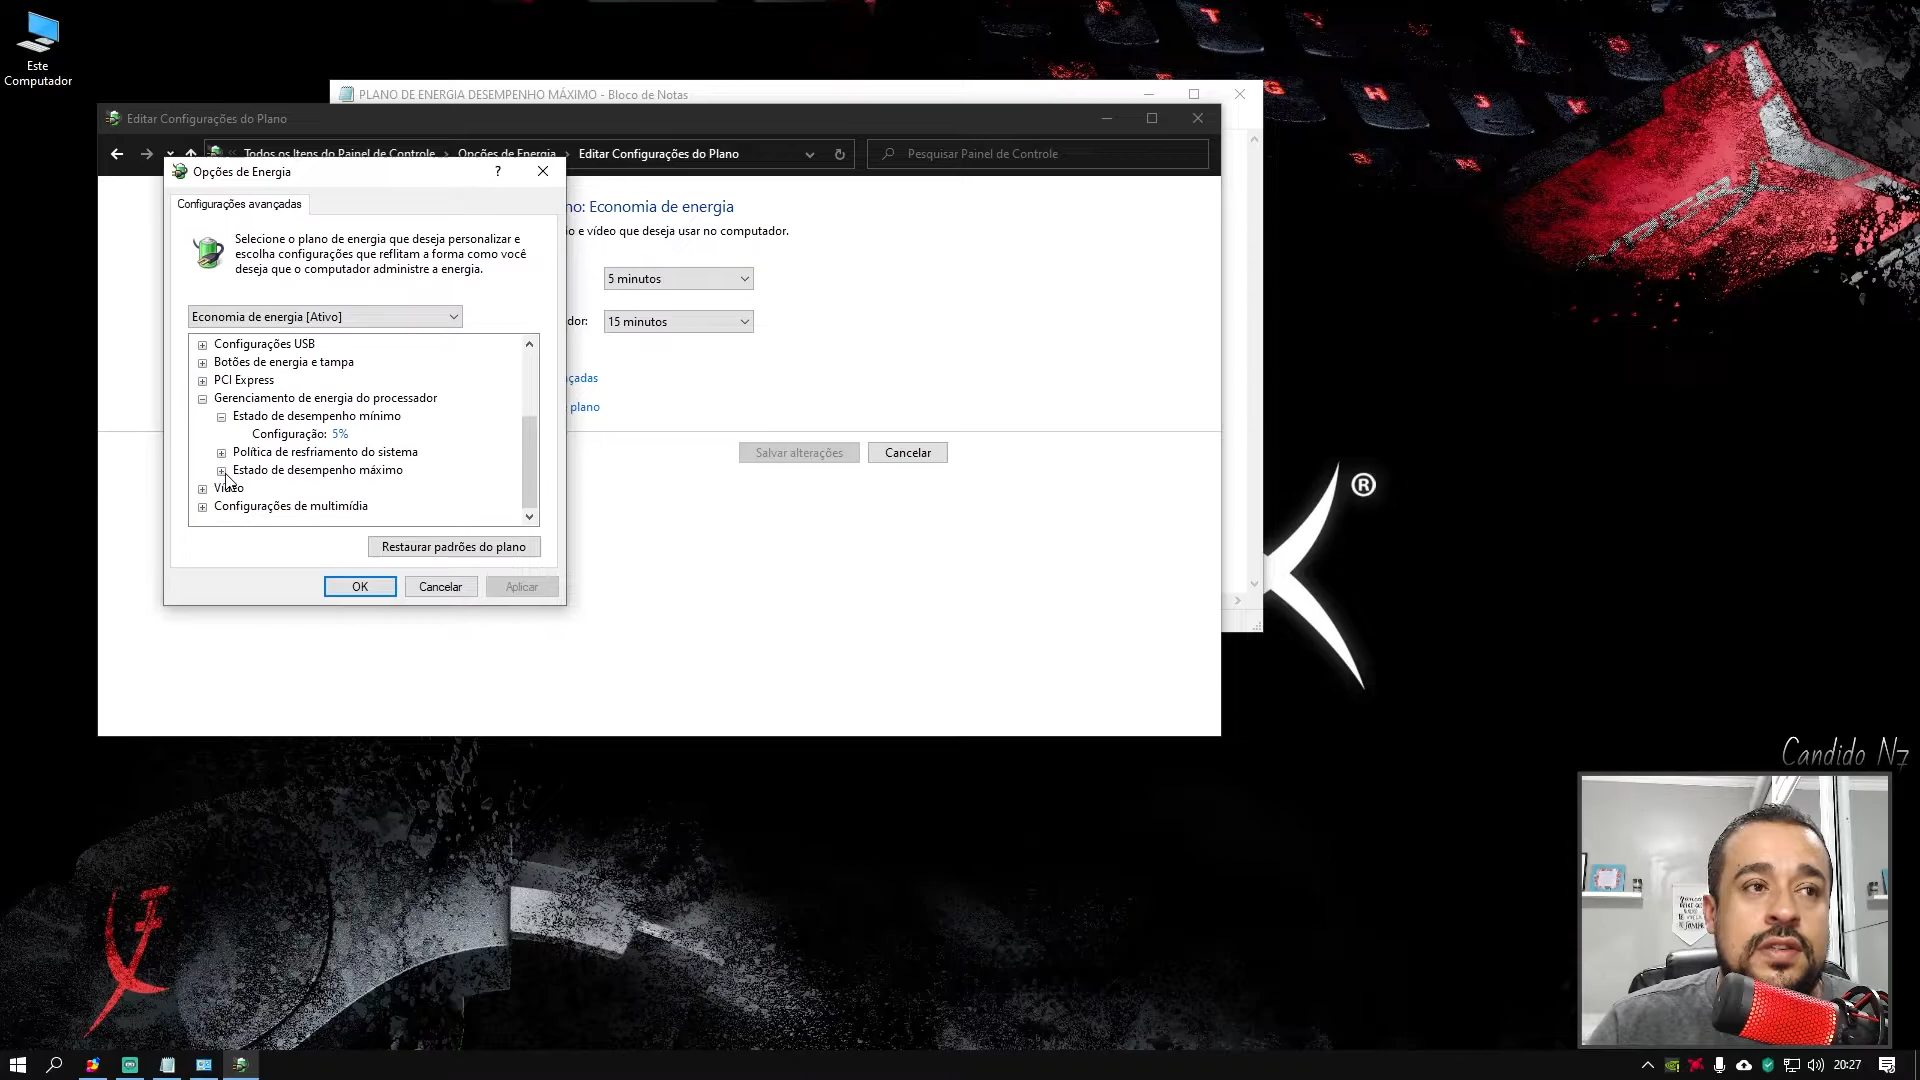 Este
Computador
PLANO DE ENERGIA DESEMPENHO MÁXIMO - Bloco de Notas
Editar Configurações do Plano
Todos os Itens do Painel de Controle
Opções de Energia
Editar Configurações do Plano
Pesquisar Painel de Controle
Opções de Energia
?
Configurações avançadas
Selecione o plano de energia que deseja personalizar e
escolha configurações que reflitam a forma como você
deseja que o computador administre a energia.
Economia de energia [Ativo]
Configurações USB
Botões de energia e tampa
PCI Express
Gerenciamento de energia do processador
Estado de desempenho mínimo
Configuração: 5%
Política de resfriamento do sistema
Estado de desempenho máximo
Vídeo
Configurações de multimídia
Restaurar padrões do plano
OK
Cancelar
Aplicar
no: Economia de energia
o e vídeo que deseja usar no computador.
5 minutos
dor:
15 minutos
çadas
plano
Salvar alterações
Cancelar
®
Candido N7
20:27